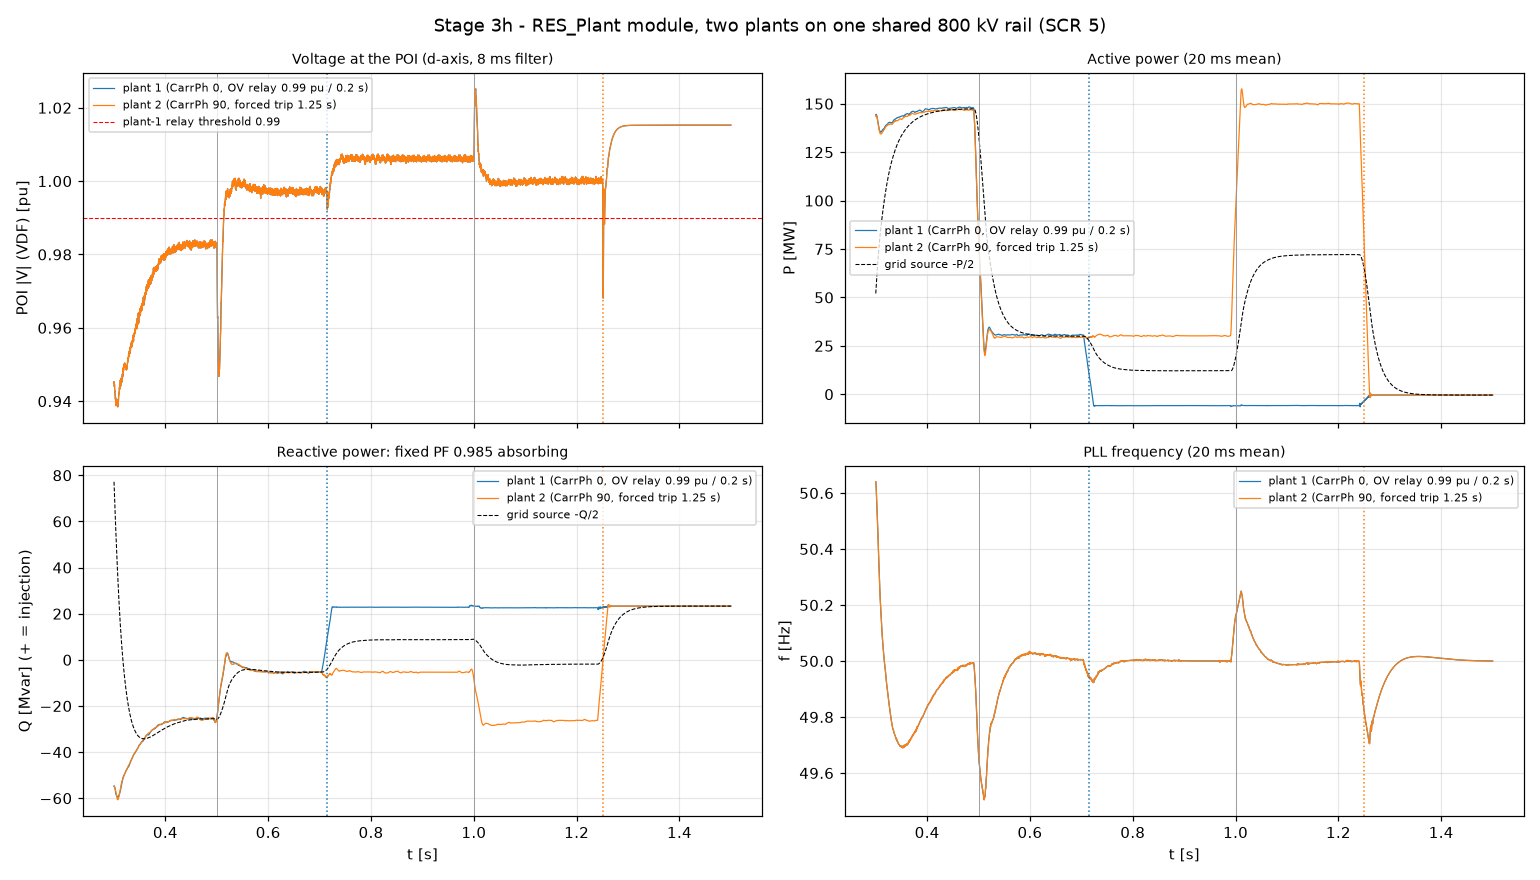 Stage 3h - RES_Plant module, two plants on one shared 800 kV rail (SCR 5)
Voltage at the POI (d-axis, 8 ms filter)
POI |V| (VDF) [pu]
1.02
1.00
0.98
0.96
0.94
plant 1 (CarrPh 0, OV relay 0.99 pu / 0.2 s)
plant 2 (CarrPh 90, forced trip 1.25 s)
plant-1 relay threshold 0.99
Active power (20 ms mean)
P [MW]
150
125
100
75
50
25
0
plant 1 (CarrPh 0, OV relay 0.99 pu / 0.2 s)
plant 2 (CarrPh 90, forced trip 1.25 s)
grid source -P/2
Reactive power: fixed PF 0.985 absorbing
Q [Mvar] (+ = injection)
80
60
40
20
0
−20
−40
−60
plant 1 (CarrPh 0, OV relay 0.99 pu / 0.2 s)
plant 2 (CarrPh 90, forced trip 1.25 s)
grid source -Q/2
0.4 0.6 0.8 1.0 1.2 1.4
t [s]
PLL frequency (20 ms mean)
f [Hz]
50.6
50.4
50.2
50.0
49.8
49.6
plant 1 (CarrPh 0, OV relay 0.99 pu / 0.2 s)
plant 2 (CarrPh 90, forced trip 1.25 s)
0.4 0.6 0.8 1.0 1.2 1.4
t [s]